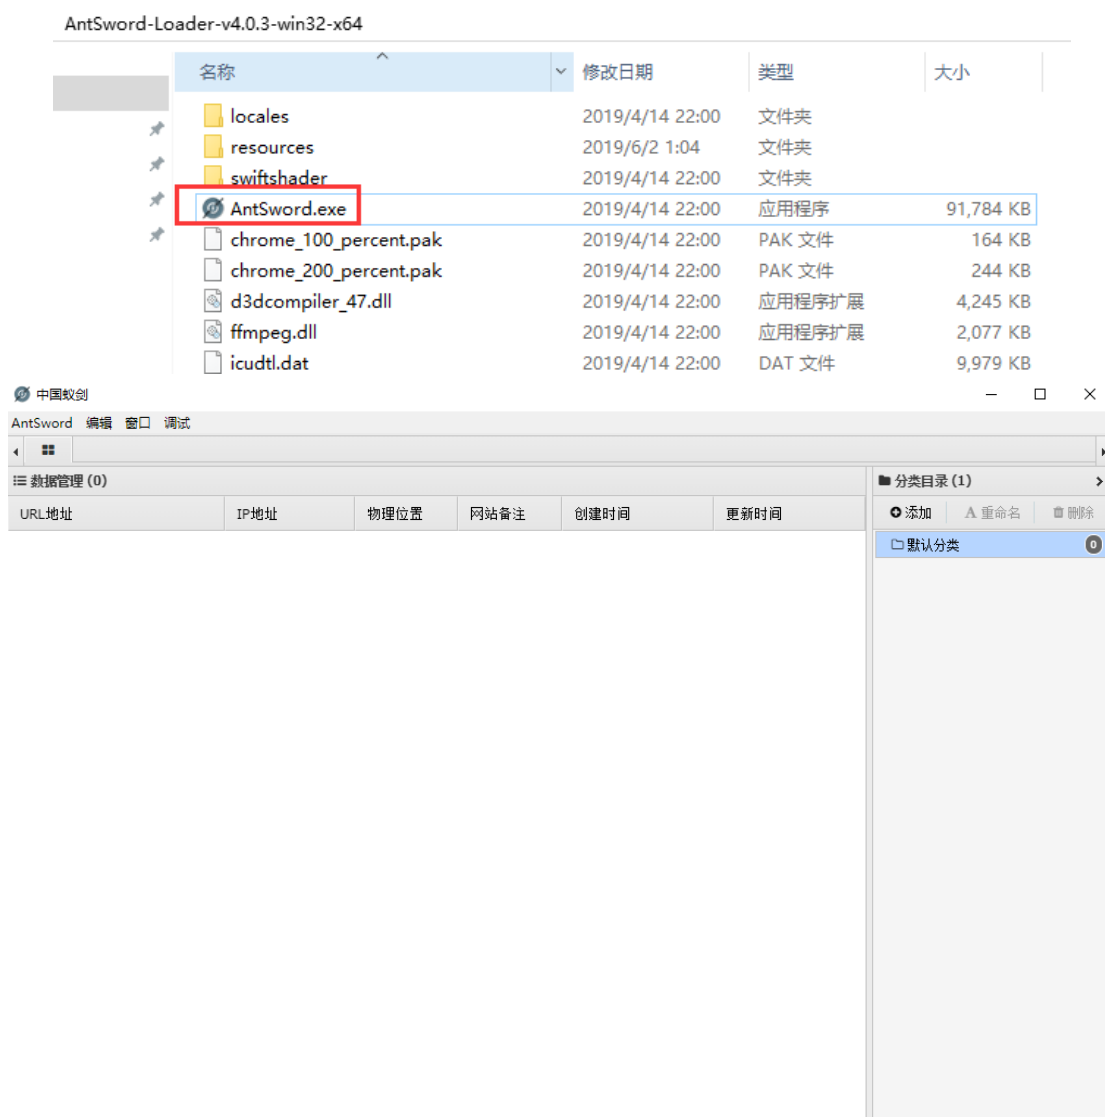 AntSword-Loader-v4.0.3-win32-x64
名称 修改日期 类型 大小
locales 2019/4/14 22:00 文件夹
resources 2019/6/2 1:04 文件夹
swiftshader 2019/4/14 22:00 文件夹
AntSword.exe 2019/4/14 22:00 应用程序 91,784 KB
chrome_100_percent.pak 2019/4/14 22:00 PAK 文件 164 KB
chrome_200_percent.pak 2019/4/14 22:00 PAK 文件 244 KB
d3dcompiler_47.dll 2019/4/14 22:00 应用程序扩展 4,245 KB
ffmpeg.dll 2019/4/14 22:00 应用程序扩展 2,077 KB
icudtl.dat 2019/4/14 22:00 DAT 文件 9,979 KB
中国蚁剑
AntSword 编辑 窗口 调试
数据管理 (0) 分类目录 (1)
URL地址 IP地址 物理位置 网站备注 创建时间 更新时间 添加 A 重命名 删除
默认分类 0